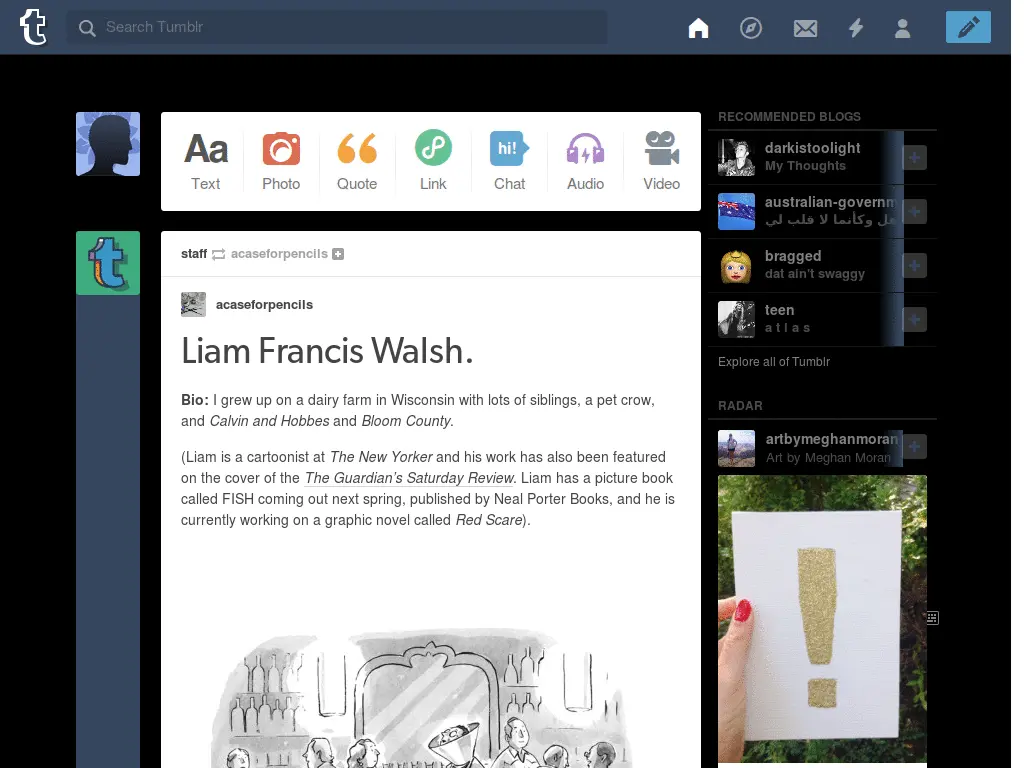 Search Tumblr
Aa
hi!
Text
Photo
Quote
Link
Chat
Audio
Video
staff acaseforpencils
acaseforpencils
Liam Francis Walsh.
Bio: I grew up on a dairy farm in Wisconsin with lots of siblings, a pet crow,
and Calvin and Hobbes and Bloom County.
(Liam is a cartoonist at The New Yorker and his work has also been featured
on the cover of the The Guardian’s Saturday Review. Liam has a picture book
called FISH coming out next spring, published by Neal Porter Books, and he is
currently working on a graphic novel called Red Scare).
RECOMMENDED BLOGS
darkistoolight
My Thoughts
australian-governm
وكأنما لا قلب لي
bragged
dat ain't swaggy
teen
a t l a s
Explore all of Tumblr
RADAR
artbymeghanmoran
Art by Meghan Moran
!